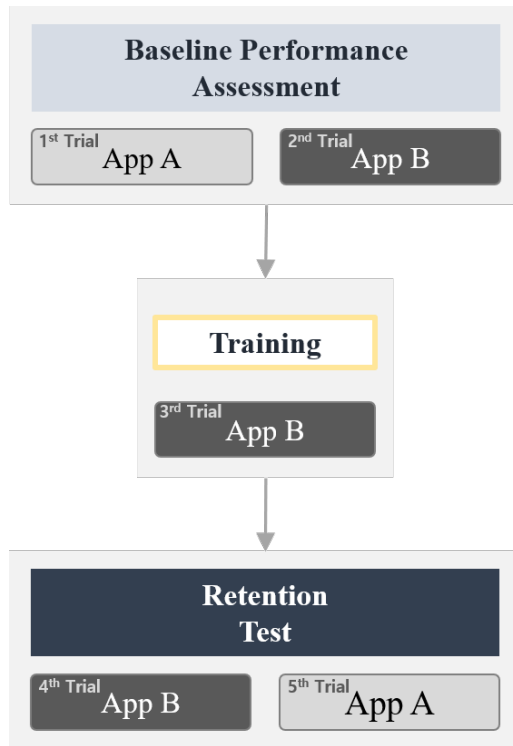 Baseline Performance
Assessment
1st Trial
App A
2nd Trial
App B
Training
3rd Trial
App B
Retention
Test
4th Trial
App B
5th Trial
App A